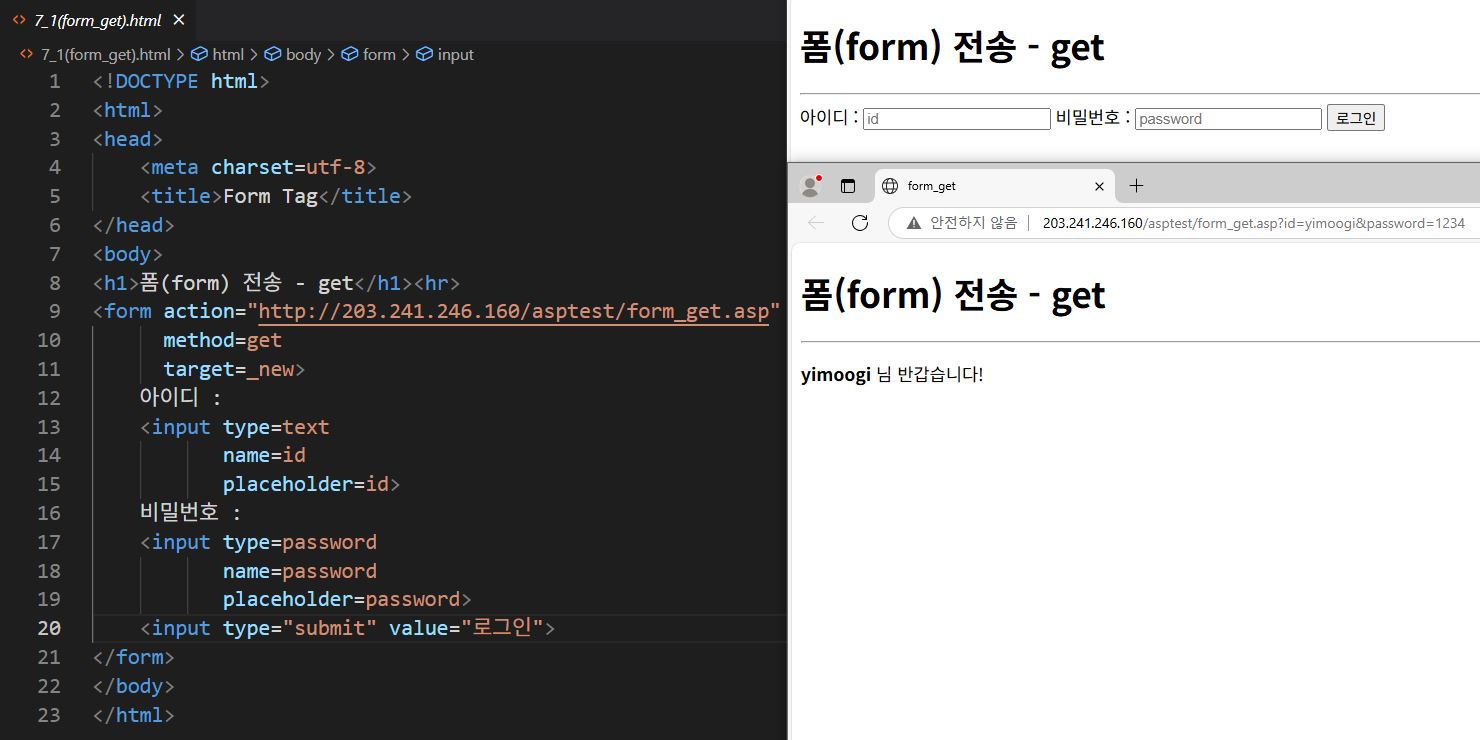 7_1(form_get).html
7_1(form_get).html > html > body > form > input
1 <!DOCTYPE html>
2 <html>
3 <head>
4 <meta charset=utf-8>
5 <title>Form Tag</title>
6 </head>
7 <body>
8 <h1>폼(form) 전송 - get</h1><hr>
9 <form action="http://203.241.246.160/asptest/form_get.asp"
10 method=get
11 target=_new>
12 아이디 :
13 <input type=text
14 name=id
15 placeholder=id>
16 비밀번호 :
17 <input type=password
18 name=password
19 placeholder=password>
20 <input type="submit" value="로그인">
21 </form>
22 </body>
23 </html>
폼(form) 전송 - get
아이디 : id 비밀번호 : password 로그인
form_get
안전하지 않음 | 203.241.246.160/asptest/form_get.asp?id=yimoogi&password=1234
폼(form) 전송 - get
yimoogi 님 반갑습니다!